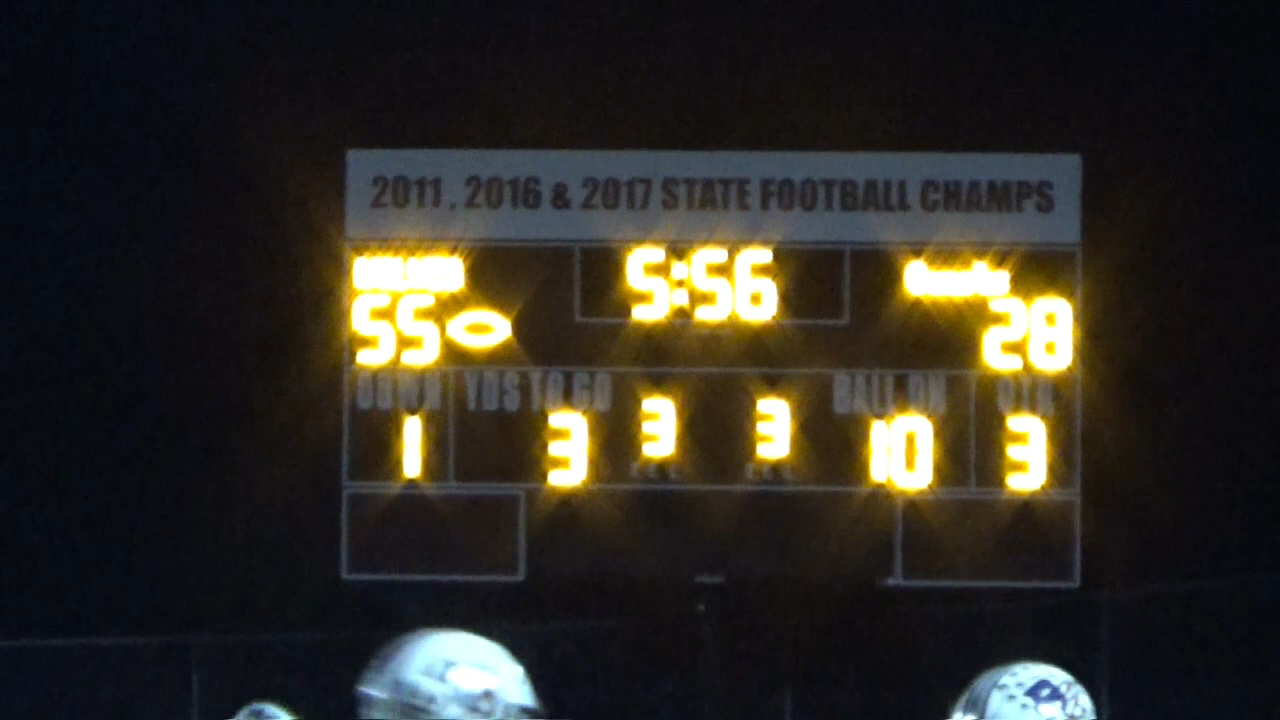 2011, 2016 & 2017 STATE FOOTBALL CHAMPS
5:56
55 28
DOWN YDS TO GO BALL ON QTR
1 3 3 3 10 3